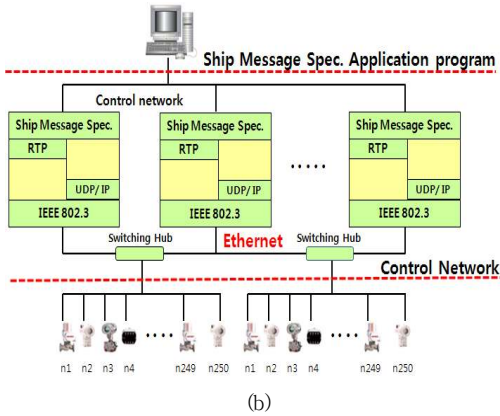 Ship Message Spec. Application program
Control network
Ship Message Spec.
RTP
UDP/ IP
IEEE 802.3
Ship Message Spec.
RTP
UDP/ IP
IEEE 802.3
Ship Message Spec.
RTP
UDP/ IP
IEEE 802.3
Switching Hub
Ethernet
Switching Hub
Control Network
n1 n2 n3 n4 n249 n250
n1 n2 n3 n4 n249 n250
(b)